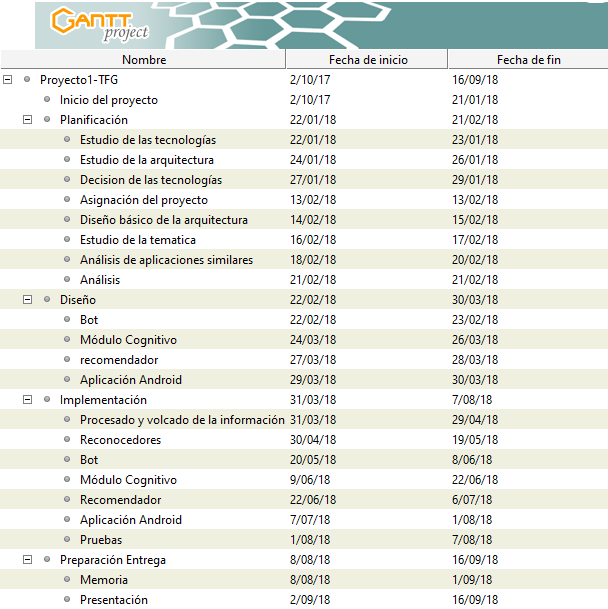 GANTT
project
Nombre Fecha de inicio Fecha de fin
Proyecto1-TFG 2/10/17 16/09/18
Inicio del proyecto 2/10/17 21/01/18
Planificación 22/01/18 21/02/18
Estudio de las tecnologías 22/01/18 23/01/18
Estudio de la arquitectura 24/01/18 26/01/18
Decision de las tecnologías 27/01/18 29/01/18
Asignación del proyecto 13/02/18 13/02/18
Diseño básico de la arquitectura 14/02/18 15/02/18
Estudio de la tematica 16/02/18 17/02/18
Análisis de aplicaciones similares 18/02/18 20/02/18
Análisis 21/02/18 21/02/18
Diseño 22/02/18 30/03/18
Bot 22/02/18 23/02/18
Módulo Cognitivo 24/03/18 26/03/18
recomendador 27/03/18 28/03/18
Aplicación Android 29/03/18 30/03/18
Implementación 31/03/18 7/08/18
Procesado y volcado de la información 31/03/18 29/04/18
Reconocedores 30/04/18 19/05/18
Bot 20/05/18 8/06/18
Módulo Cognitivo 9/06/18 22/06/18
Recomendador 22/06/18 6/07/18
Aplicación Android 7/07/18 1/08/18
Pruebas 1/08/18 7/08/18
Preparación Entrega 8/08/18 16/09/18
Memoria 8/08/18 1/09/18
Presentación 2/09/18 16/09/18